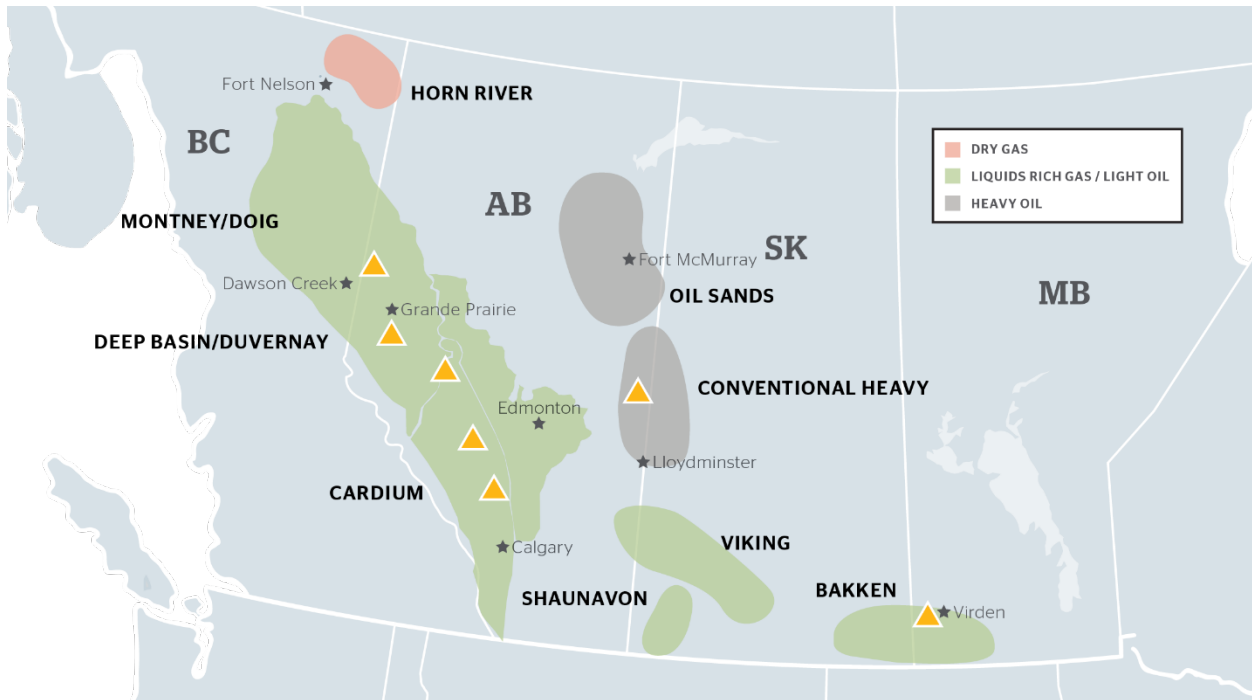 Fort Nelson
HORN RIVER
BC
DRY GAS
LIQUIDS RICH GAS / LIGHT OIL
HEAVY OIL
AB
MONTNEY/DOIG
SK
Fort McMurray
Dawson Creek
OIL SANDS
MB
Grande Prairie
DEEP BASIN/DUVERNAY
CONVENTIONAL HEAVY
Edmonton
Lloydminster
CARDIUM
Calgary
VIKING
SHAUNAVON
BAKKEN
Virden